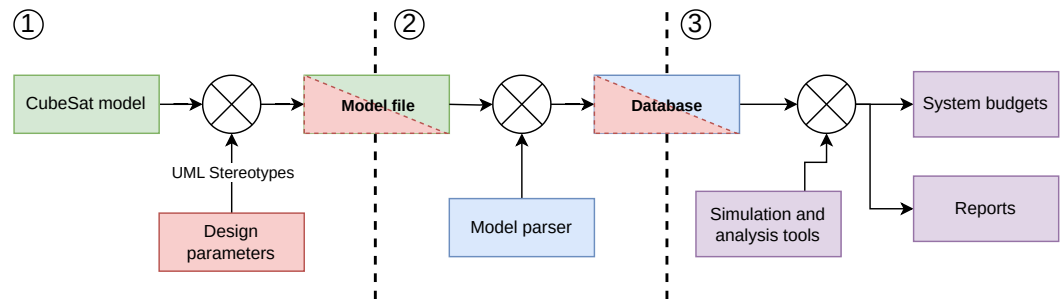 1
2
3
CubeSat model
Model file
Database
System budgets
UML Stereotypes
Design
parameters
Model parser
Simulation and
analysis tools
Reports